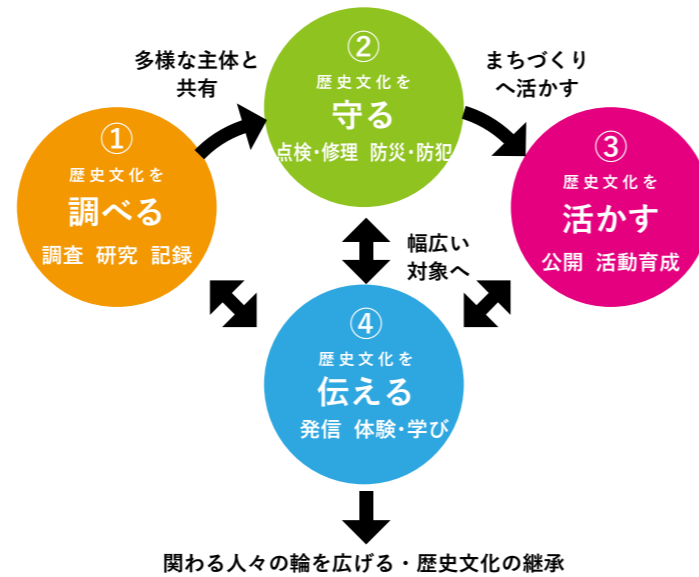 多様な主体と
共有
②
歴史文化を
守る
点検・修理 防災・防犯
まちづくり
へ活かす
①
歴史文化を
調べる
調査 研究 記録
③
歴史文化を
活かす
公開 活動育成
幅広い
対象へ
④
歴史文化を
伝える
発信 体験・学び
関わる人々の輪を広げる・歴史文化の継承